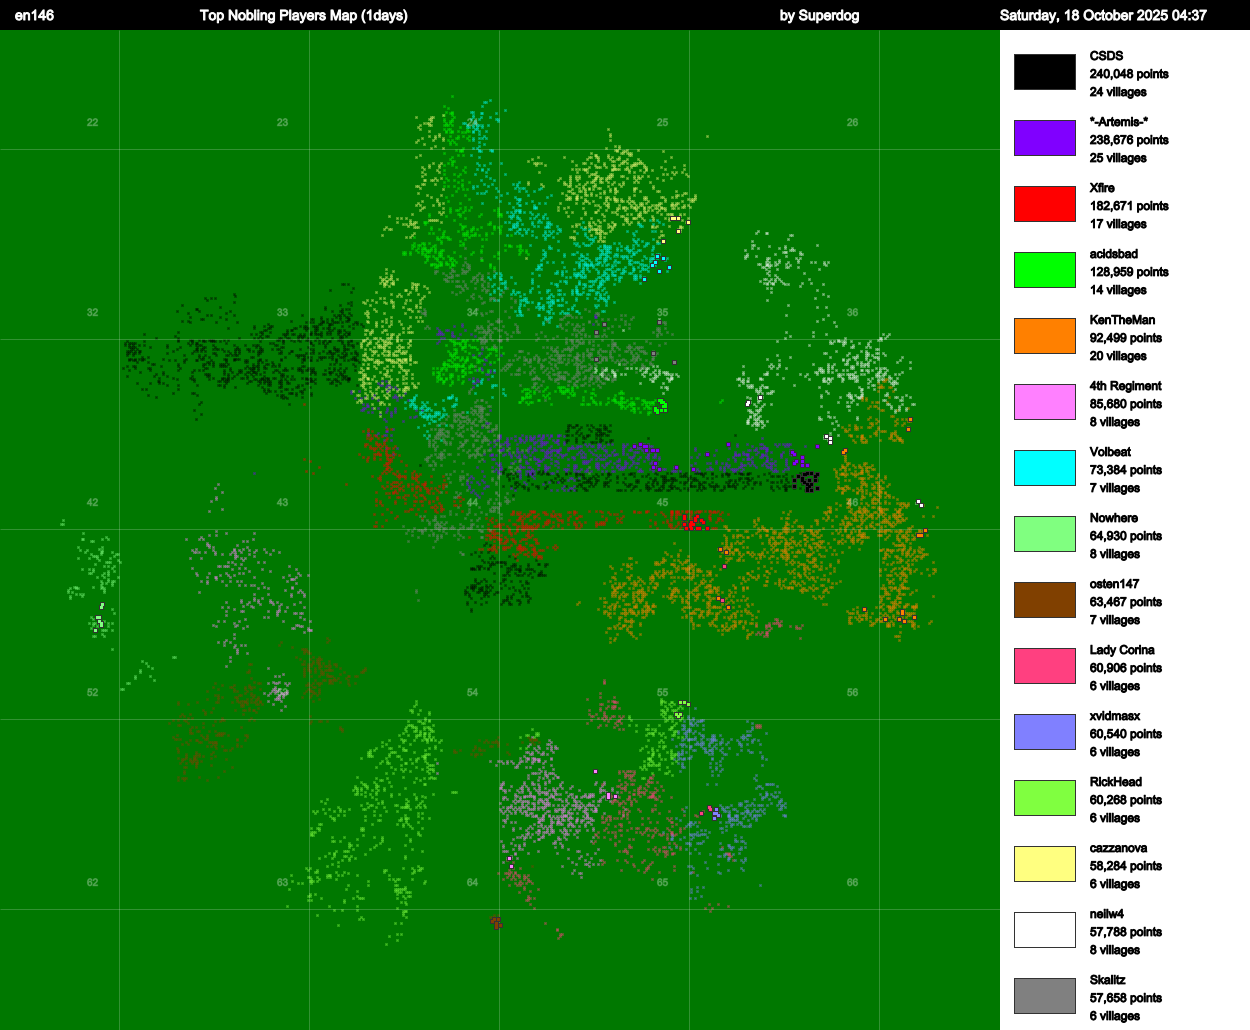 en146
Top Nobling Players Map (1days)
by Superdog
Saturday, 18 October 2025 04:37
22
23
25
26
32
33
34
35
36
42
43
44
45
46
52
54
55
56
62
63
64
65
66
CSDS
240,048 points
24 villages
*-Artemis-*
238,676 points
25 villages
Xfire
182,671 points
17 villages
acidsbad
128,959 points
14 villages
KenTheMan
92,499 points
20 villages
4th Regiment
85,680 points
8 villages
Volbeat
73,384 points
7 villages
Nowhere
64,930 points
8 villages
osten147
63,467 points
7 villages
Lady Corina
60,906 points
6 villages
xvidmasx
60,540 points
6 villages
RickHead
60,268 points
6 villages
cazzanova
58,284 points
6 villages
neilw4
57,788 points
8 villages
Skalitz
57,658 points
6 villages